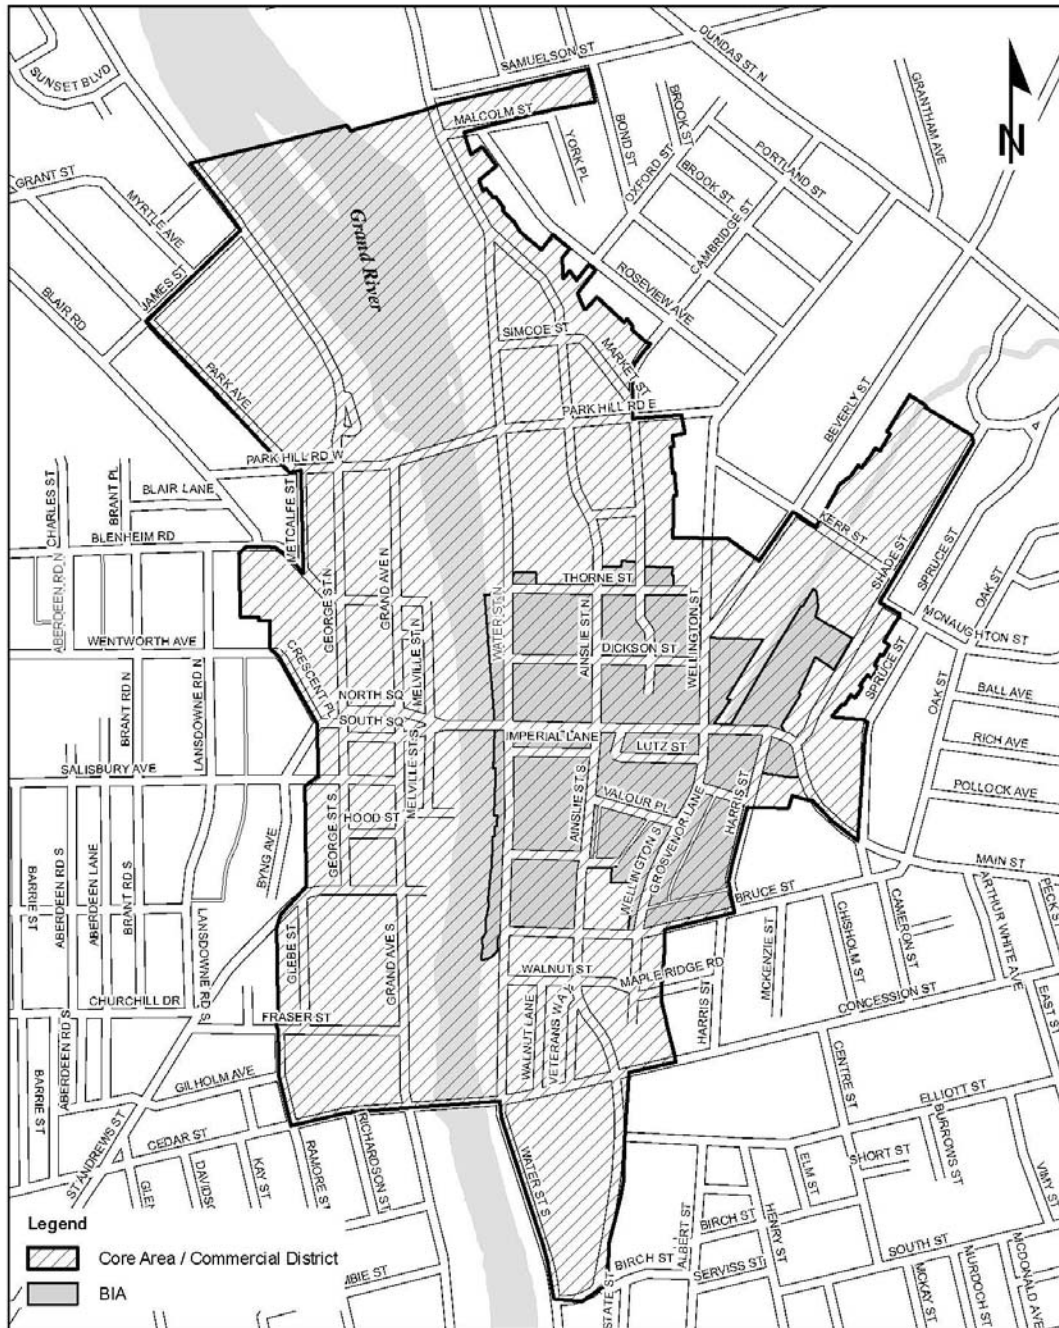 SAMUELSON ST
DUNDAS ST N
SUNSET BLVD
MALCOLM ST
GRANTHAM AVE
BROOK ST
BOND ST
YORK PL
N
PORTLAND ST
OXFORD ST
BROOK ST
GRANT ST
MYRTLE AVE
CAMBRIDGE ST
Grand River
JAMES ST
ROSEVIEW AVE
BLAIR RD
SIMCOE ST
MARKET ST
PARK AVE
BEVERLY ST
PARK HILL RD E
PARK HILL RD W
CHARLES ST
BRANT PL
BLAIR LANE
METCALFE ST
BLENHEIM RD
KERR ST
SHADE ST
SPRUCE ST
OAK ST
ABERDEEN RD N
GEORGE ST N
GRAND AVE N
THORNE ST
WATER ST N
AINSLIE ST N
WELLINGTON ST
MCNAUGHTON ST
WENTWORTH AVE
MELVILLE ST N
DICKSON ST
SPRUCE ST
CRESCENT PL
LANSDOWNE RD N
BRANT RD N
OAK ST
BALL AVE
NORTH SQ
SOUTH SQ
IMPERIAL LANE
LUTZ ST
RICH AVE
SALISBURY AVE
MELVILLE ST S
HARRIS ST
POLLOCK AVE
VALOUR PL
GROSVENOR LANE
AINSLIE ST S
HOOD ST
GEORGE ST S
BYNG AVE
WELLINGTON S
MAIN ST
BARRIE ST
ABERDEEN RD S
ABERDEEN LANE
BRANT RD S
BRUCE ST
LANSDOWNE RD S
GLEBE ST
GRAND AVE S
MCKENZIE ST
CHISHOLM ST
CAMERON ST
ARTHUR WHITE AVE
PECK ST
WALNUT ST
MAPLE RIDGE RD
CHURCHILL DR
CONCESSION ST
FRASER ST
WALNUT LANE
VETERANS WAY
HARRIS ST
EAST ST
ABERDEEN RD S
BARRIE ST
GILHOLM AVE
CENTRE ST
ELLIOTT ST
ST ANDREWS ST
CEDAR ST
RICHARDSON ST
RAMORE ST
KAY ST
DAVIDSO
GLEN
WATER ST S
BURROWS ST
SHORT ST
ELM ST
VIMY ST
ALBERT ST
BIRCH ST
HENRY ST
SOUTH ST
BIRCH ST
SERVISS ST
MCKAY ST
MURDOCH ST
MCDONALD AVE
STATE ST
MBIE ST
Legend
Core Area / Commercial District
BIA